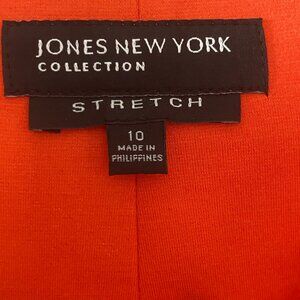 JONES NEW YORK
COLLECTION
STRETCH
10
MADE IN
PHILIPPINES